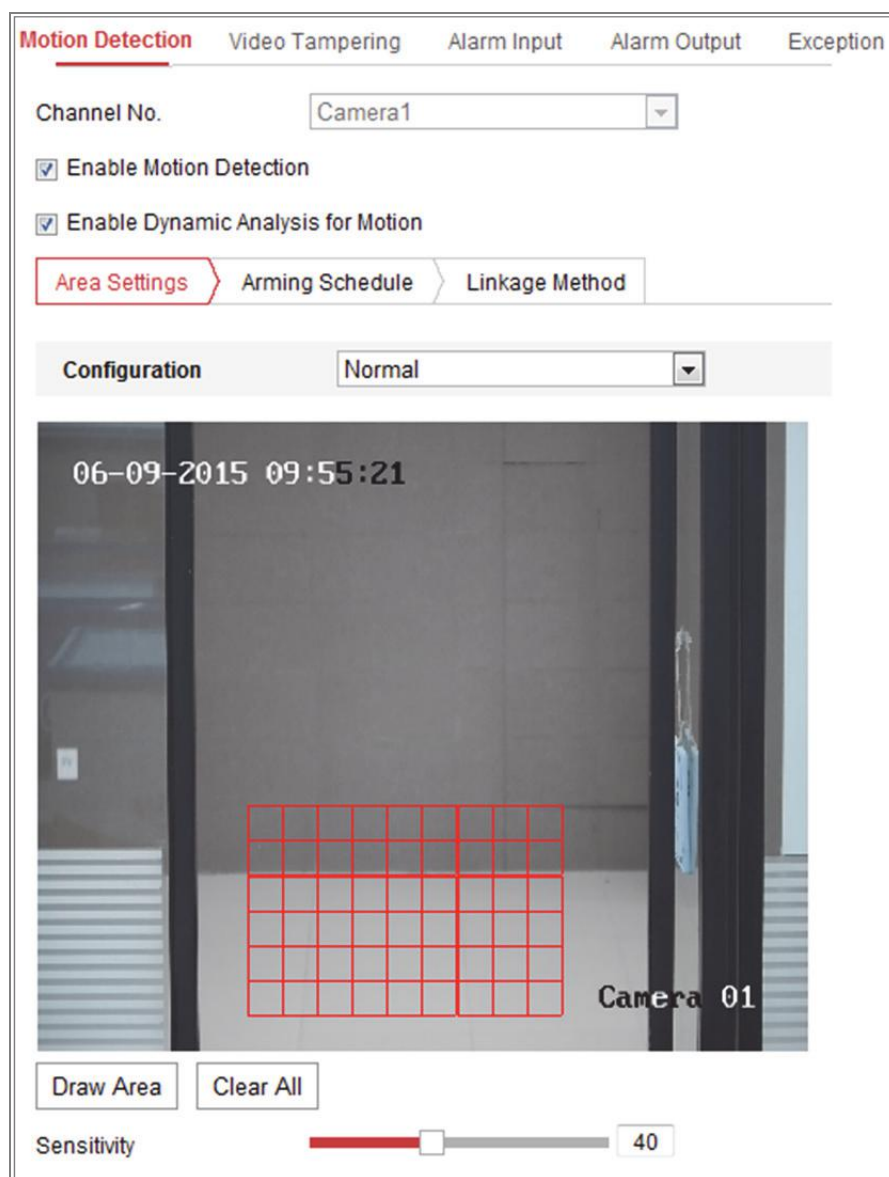 Motion Detection Video Tampering Alarm Input Alarm Output Exception
Channel No. Camera1
Enable Motion Detection
Enable Dynamic Analysis for Motion
Area Settings Arming Schedule Linkage Method
Configuration Normal
06-09-2015 09:55:21
Camera 01
Draw Area Clear All
Sensitivity 40